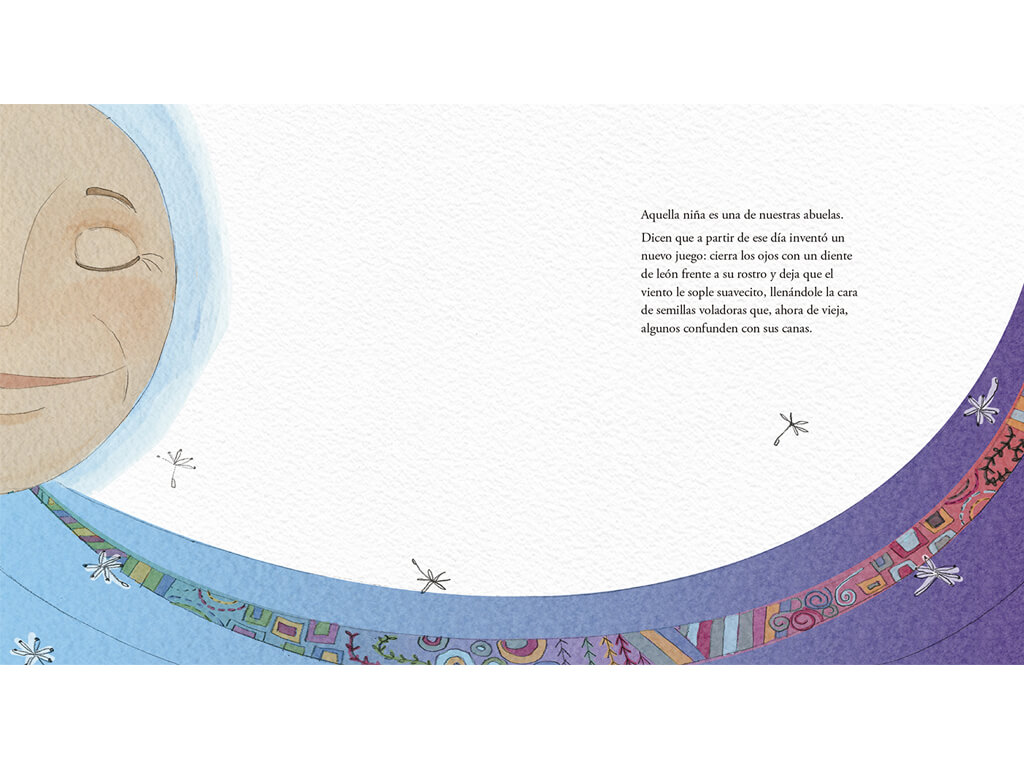 Aquella niña es una de nuestras abuelas.
Dicen que a partir de ese día inventó un
nuevo juego: cierra los ojos con un diente
de león frente a su rostro y deja que el
viento le sople suavecito, llenándole la cara
de semillas voladoras que, ahora de vieja,
algunos confunden con sus canas.